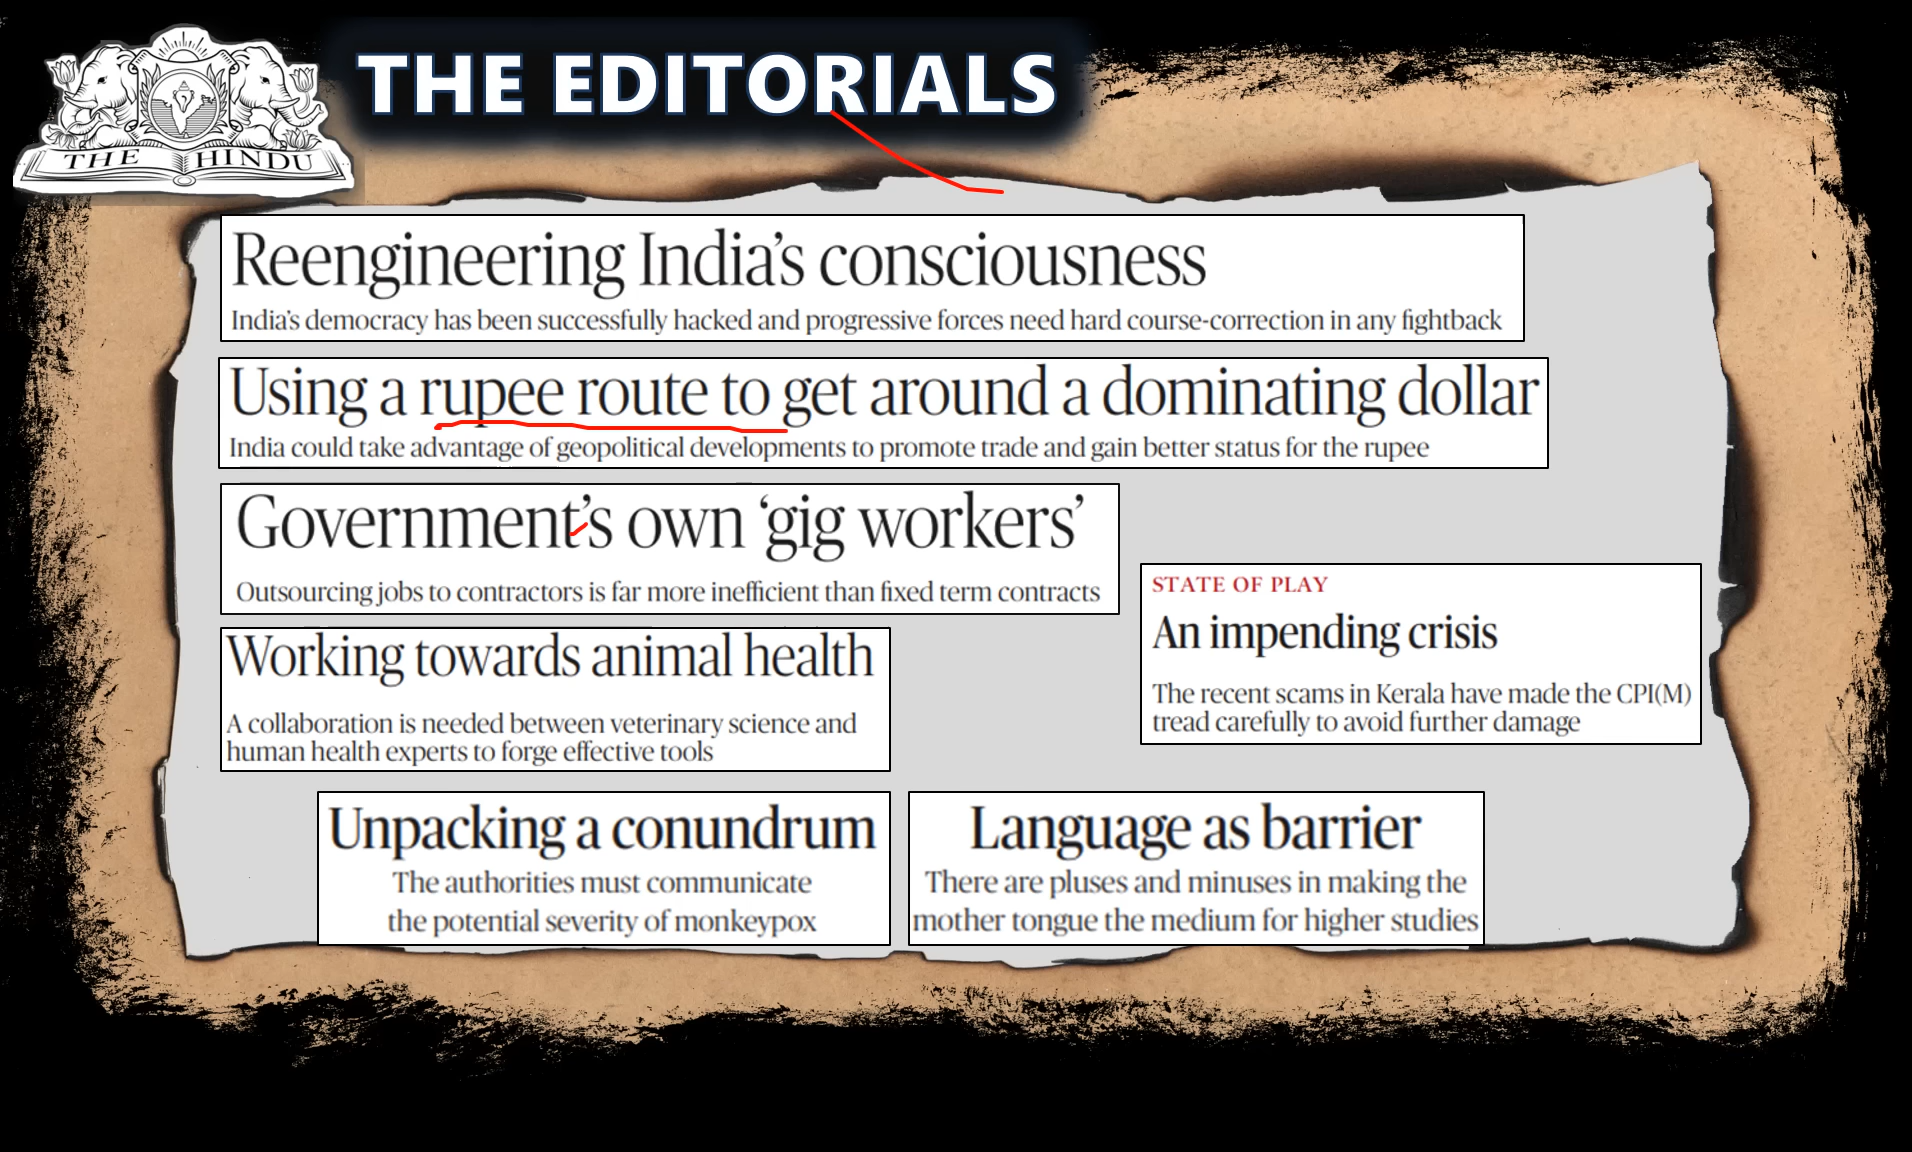 THE HINDU
THE EDITORIALS
Reengineering India's consciousness
India's democracy has been successfully hacked and progressive forces need hard course-correction in any fightback
Using a rupee route to get around a dominating dollar
India could take advantage of geopolitical developments to promote trade and gain better status for the rupee
Government's own ‘gig workers’
Outsourcing jobs to contractors is far more inefficient than fixed term contracts
STATE OF PLAY
An impending crisis
The recent scams in Kerala have made the CPI(M)
tread carefully to avoid further damage
Working towards animal health
A collaboration is needed between veterinary science and
human health experts to forge effective tools
Unpacking a conundrum
The authorities must communicate
the potential severity of monkeypox
Language as barrier
There are pluses and minuses in making the
mother tongue the medium for higher studies